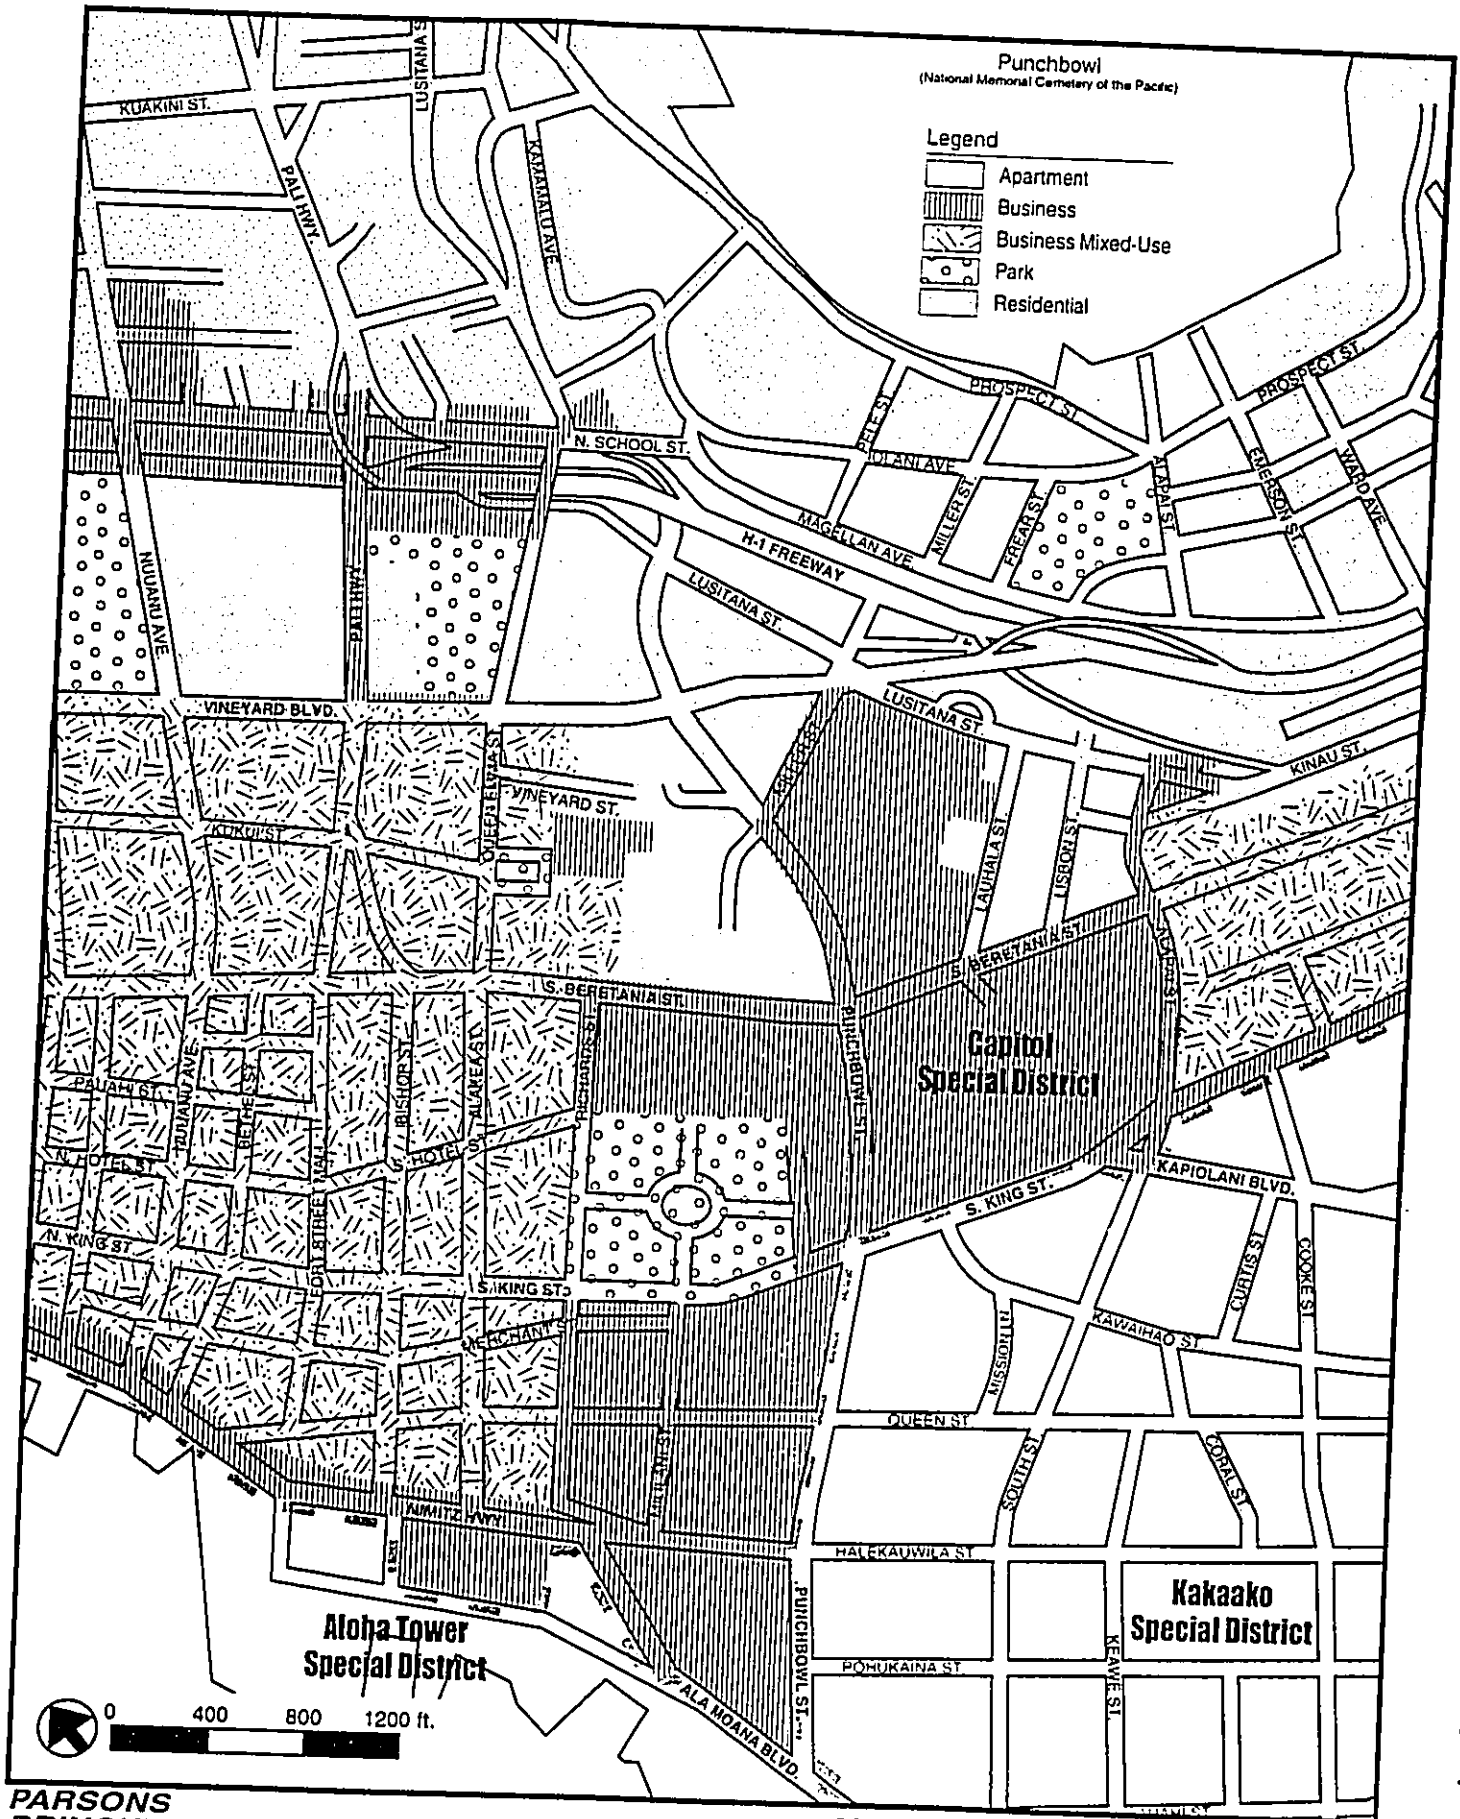 Punchbowl
(National Memorial Cemetery of the Pacific)
Legend
Apartment
Business
Business Mixed-Use
Park
Residential
LUSITANA S
KUAKINI ST.
KAMAMALU AVE
PALI HWY.
PROSPECT ST.
PROSPECT ST.
PELE ST.
N. SCHOOL ST.
IOLANI AVE
ALAPAI ST.
EMERSON ST.
WARD AVE.
MILLER ST.
FREAR ST.
MAGELLAN AVE.
H-1 FREEWAY
NUUANU AVE
PALI HWY.
LUSITANA ST.
VINEYARD BLVD.
LUSITANA ST.
KINAU ST.
VINEYARD ST.
KUKUI ST
LAUHALA ST.
LISBON ST.
S. BERETANIA ST.
ALAPAI ST
S. BERETANIA ST.
PUNCHBOWL ST.
Capitol
Special District
RICHARDS
PAUAHI ST.
NUUANU AVE.
BETHEL ST.
BISHOP ST.
ALAKEA ST.
S. HOTEL S
N. HOTEL ST.
FORT STREET MALL
KAPIOLANI BLVD.
S. KING ST.
N. KING ST.
CURTIS ST
COOKE ST.
S. KING ST.
MERCHANT ST
MISSION LN
KAWAIHAO ST
QUEEN ST.
MILILANI ST
SOUTH ST
CORAL ST
NIMITZ HWY
HALEKAUWILA ST.
Kakaako
Special District
Aloha Tower
Special District
PUNCHBOWL ST.
KEAWE ST.
POHUKAINA ST.
ALA MOANA BLVD.
0 400 800 1200 ft.
PARSONS